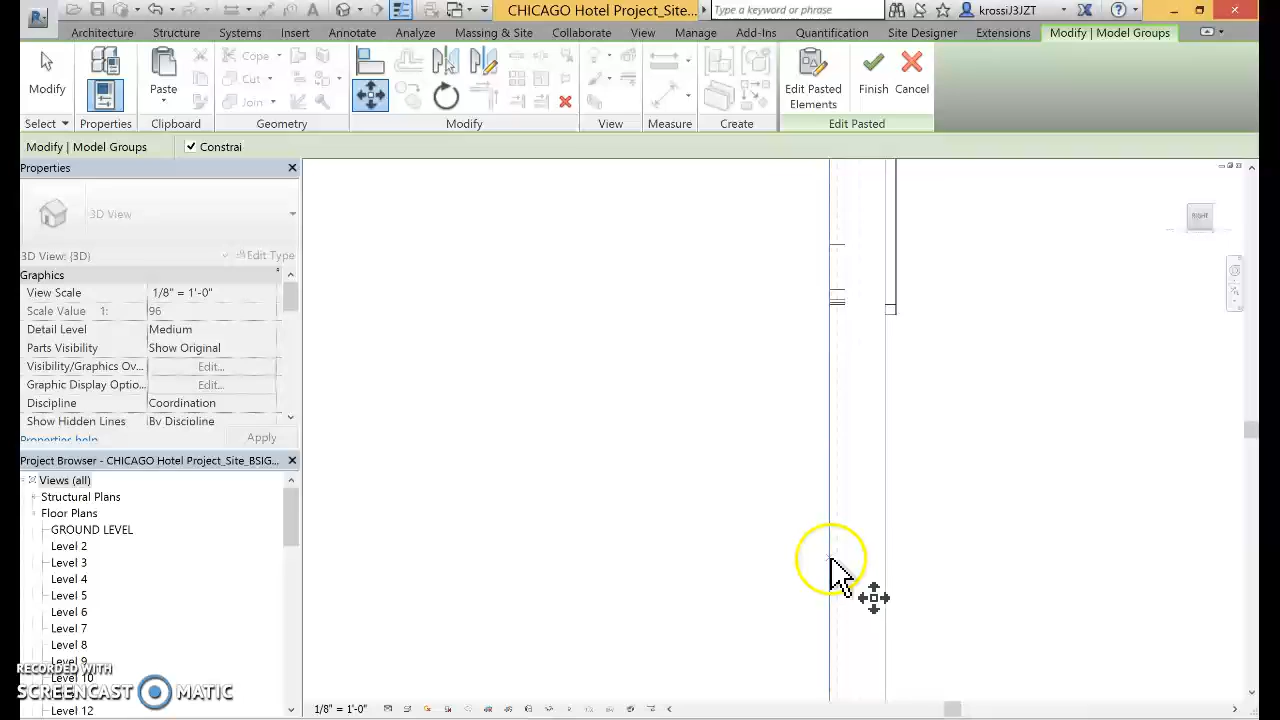 CHICAGO Hotel Project_Site...
Type a keyword or phrase
krossiJ3JZT
Architecture Structure Systems Insert Annotate Analyze Massing & Site Collaborate View Manage Add-Ins Quantification Site Designer Extensions Modify | Model Groups
Modify Paste Cope Cut Join Edit Pasted Elements Finish Cancel
Select Properties Clipboard Geometry Modify View Measure Create Edit Pasted
Modify | Model Groups Constrai
Properties
3D View
3D View: {3D} Edit Type
Graphics
View Scale 1/8" = 1'-0"
Scale Value 1: 96
Detail Level Medium
Parts Visibility Show Original
Visibility/Graphics Ov... Edit...
Graphic Display Optio... Edit...
Discipline Coordination
Show Hidden Lines By Discipline
Properties help Apply
Project Browser - CHICAGO Hotel Project_Site_BSIG...
Views (all)
Structural Plans
Floor Plans
GROUND LEVEL
Level 2
Level 3
Level 4
Level 5
Level 6
Level 7
Level 8
Level 9
Level 10
Level 12
RIGHT
1/8" = 1'-0"
RECORDED WITH
SCREENCAST MATIC